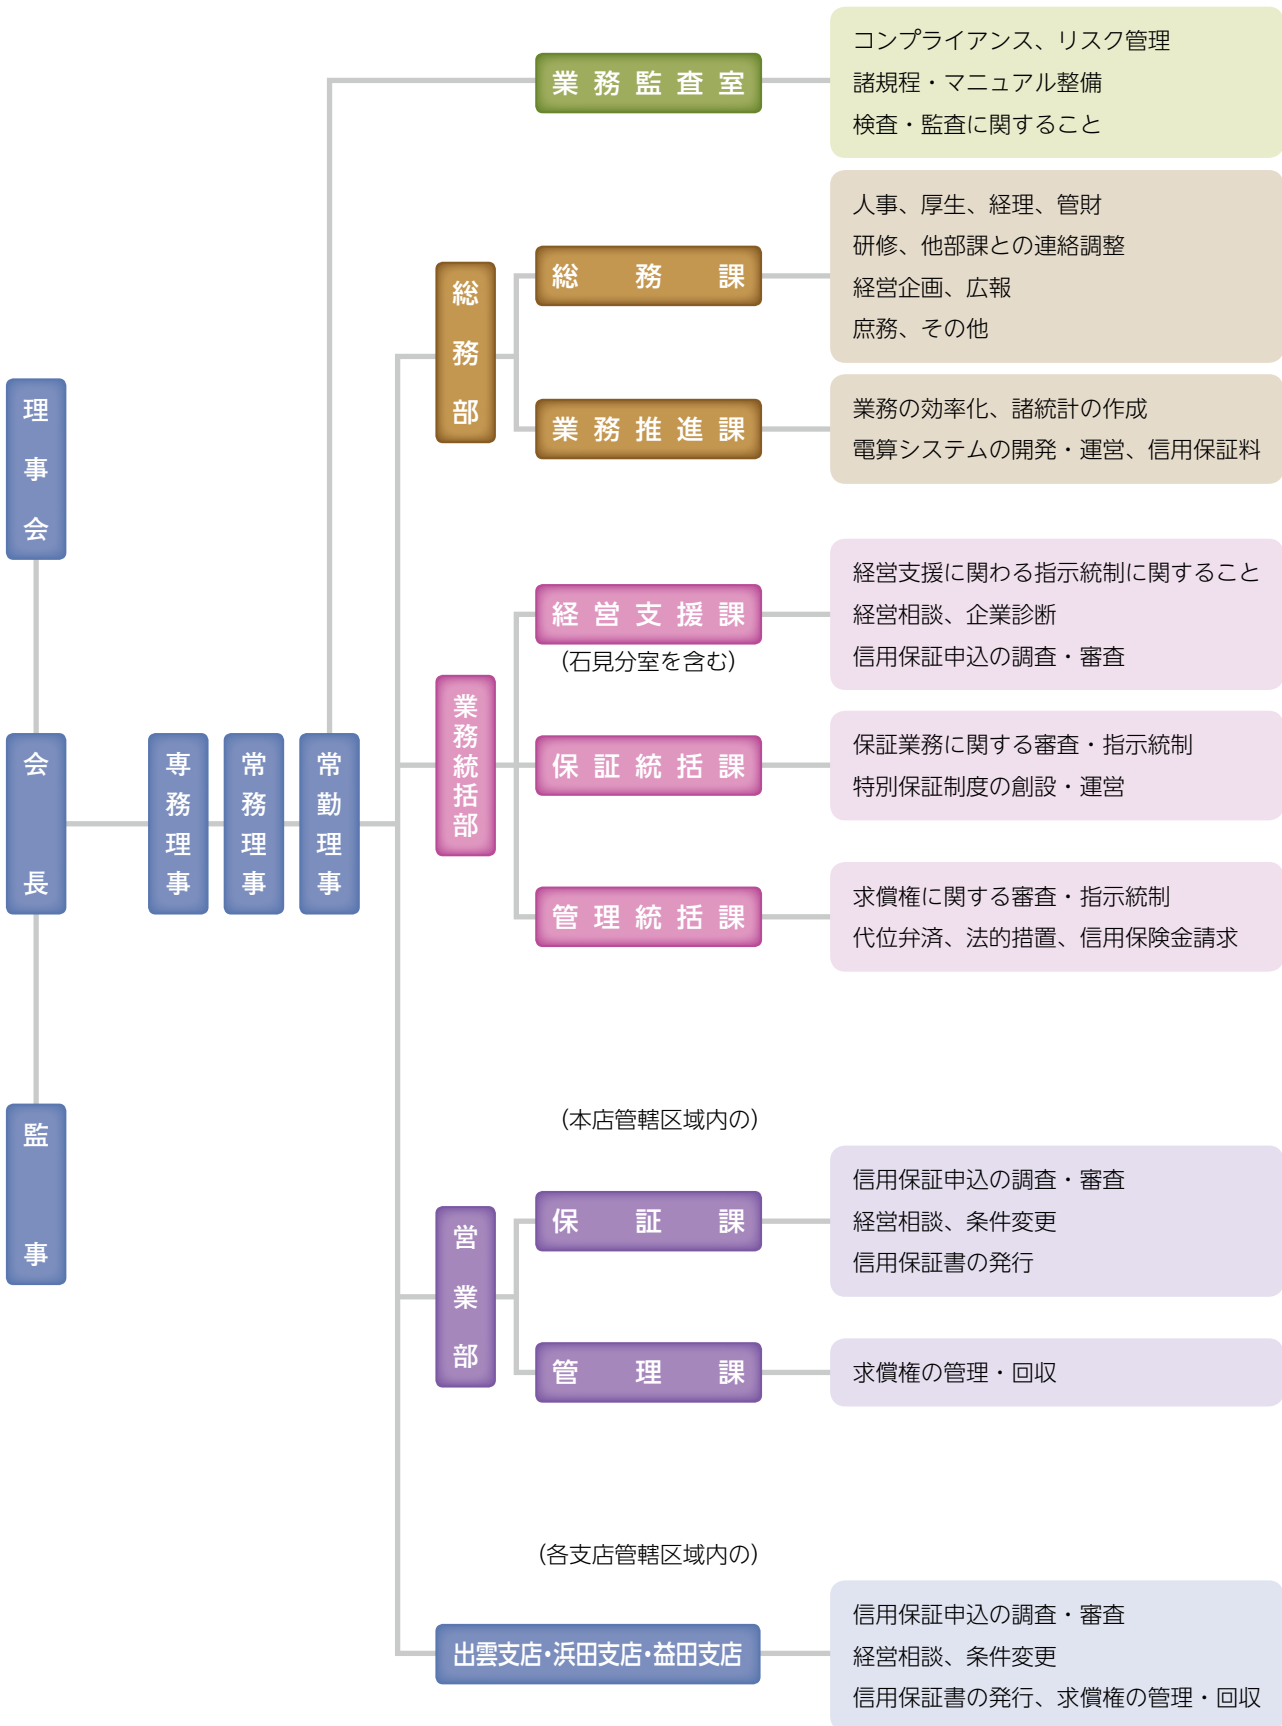 理事会
会長
監事
専務理事
常務理事
常勤理事
業務監査室
コンプライアンス、リスク管理
諸規程・マニュアル整備
検査・監査に関すること
総務部
総務課
人事、厚生、経理、管財
研修、他部課との連絡調整
経営企画、広報
庶務、その他
業務推進課
業務の効率化、諸統計の作成
電算システムの開発・運営、信用保証料
業務統括部
経営支援課
(石見分室を含む)
経営支援に関わる指示統制に関すること
経営相談、企業診断
信用保証申込の調査・審査
保証統括課
保証業務に関する審査・指示統制
特別保証制度の創設・運営
管理統括課
求償権に関する審査・指示統制
代位弁済、法的措置、信用保険金請求
(本店管轄区域内の)
営業部
保証課
信用保証申込の調査・審査
経営相談、条件変更
信用保証書の発行
管理課
求償権の管理・回収
(各支店管轄区域内の)
出雲支店・浜田支店・益田支店
信用保証申込の調査・審査
経営相談、条件変更
信用保証書の発行、求償権の管理・回収